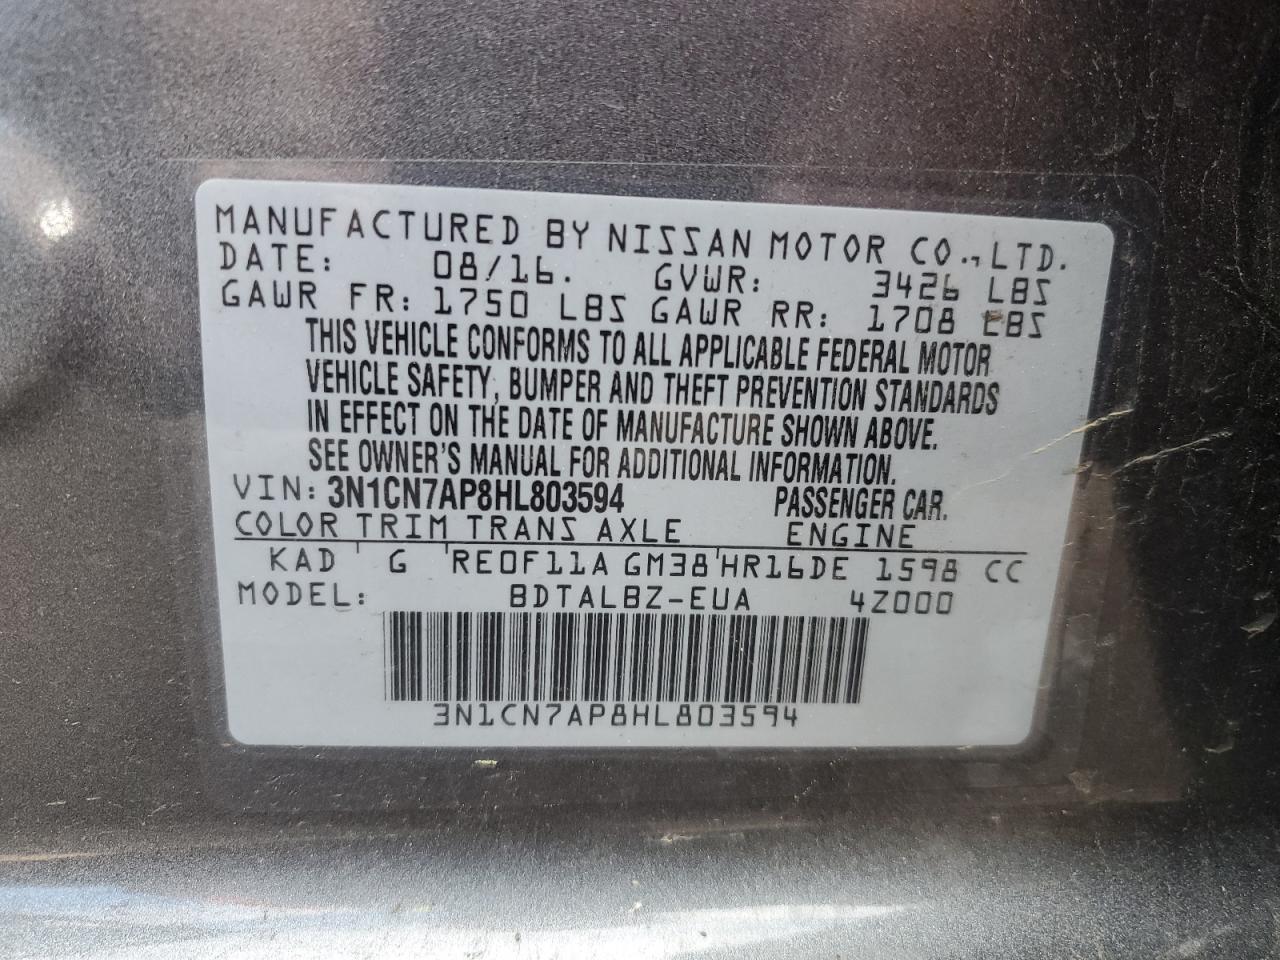 MANUFACTURED BY NISSAN MOTOR CO., LTD.
DATE: 08/16. GVWR: 3426 LBS
GAWR FR: 1750 LBS GAWR RR: 1708 LBS
THIS VEHICLE CONFORMS TO ALL APPLICABLE FEDERAL MOTOR
VEHICLE SAFETY, BUMPER AND THEFT PREVENTION STANDARDS
IN EFFECT ON THE DATE OF MANUFACTURE SHOWN ABOVE.
SEE OWNER'S MANUAL FOR ADDITIONAL INFORMATION.
VIN: 3N1CN7AP8HL803594 PASSENGER CAR.
COLOR TRIM TRANS AXLE ENGINE
KAD G RE0F11A GM38 HR16DE 1598 CC
MODEL: BDTALBZ-EUA 4Z000
3N1CN7AP8HL803594